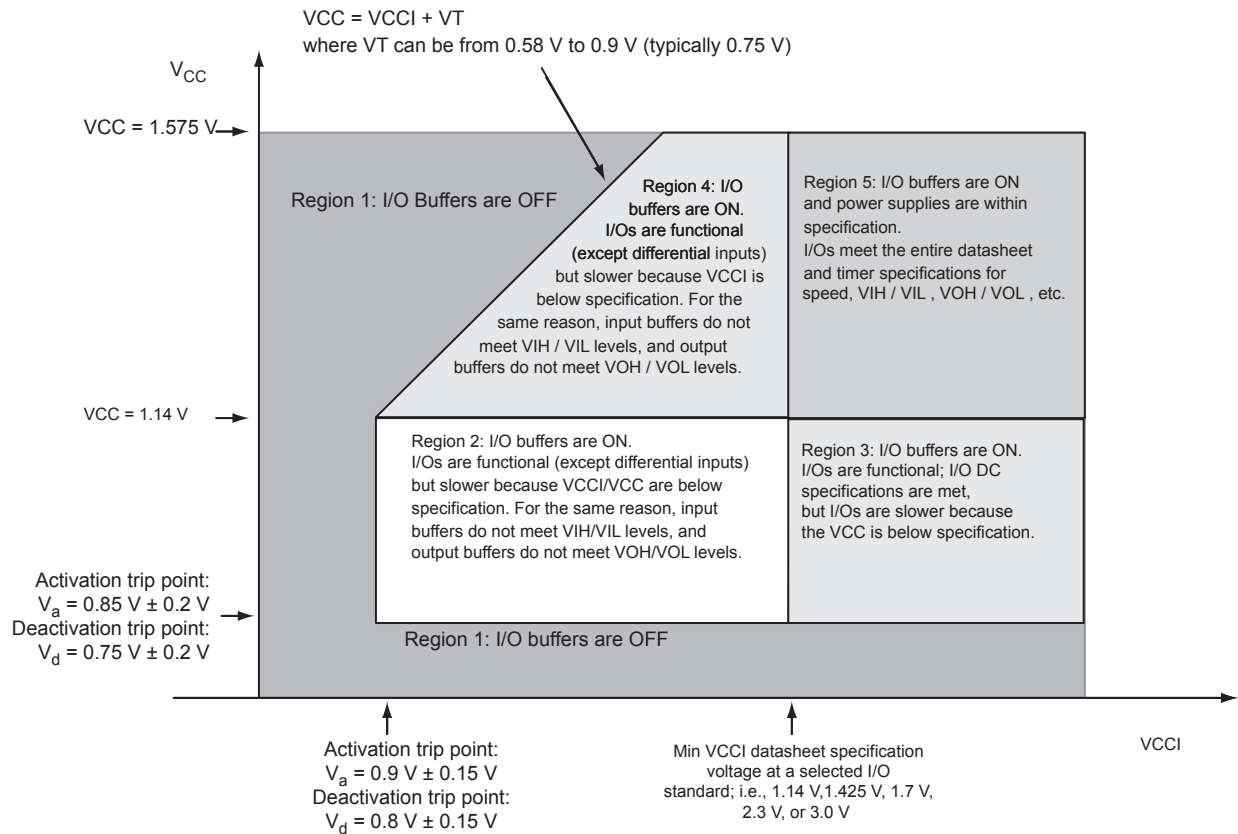 VCC = VCCI + VT
where VT can be from 0.58 V to 0.9 V (typically 0.75 V)
VCC
VCC = 1.575 V
Region 1: I/O Buffers are OFF
Region 4: I/O
buffers are ON.
I/Os are functional
(except differential inputs)
but slower because VCCI is
below specification. For the
same reason, input buffers do not
meet VIH / VIL levels, and output
buffers do not meet VOH / VOL levels.
Region 5: I/O buffers are ON
and power supplies are within
specification.
I/Os meet the entire datasheet
and timer specifications for
speed, VIH / VIL , VOH / VOL , etc.
VCC = 1.14 V
Region 2: I/O buffers are ON.
I/Os are functional (except differential inputs)
but slower because VCCI/VCC are below
specification. For the same reason, input
buffers do not meet VIH/VIL levels, and
output buffers do not meet VOH/VOL levels.
Region 3: I/O buffers are ON.
I/Os are functional; I/O DC
specifications are met,
but I/Os are slower because
the VCC is below specification.
Activation trip point:
Va = 0.85 V ± 0.2 V
Deactivation trip point:
Vd = 0.75 V ± 0.2 V
Region 1: I/O buffers are OFF
Activation trip point:
Va = 0.9 V ± 0.15 V
Deactivation trip point:
Vd = 0.8 V ± 0.15 V
Min VCCI datasheet specification
voltage at a selected I/O
standard; i.e., 1.14 V,1.425 V, 1.7 V,
2.3 V, or 3.0 V
VCCI